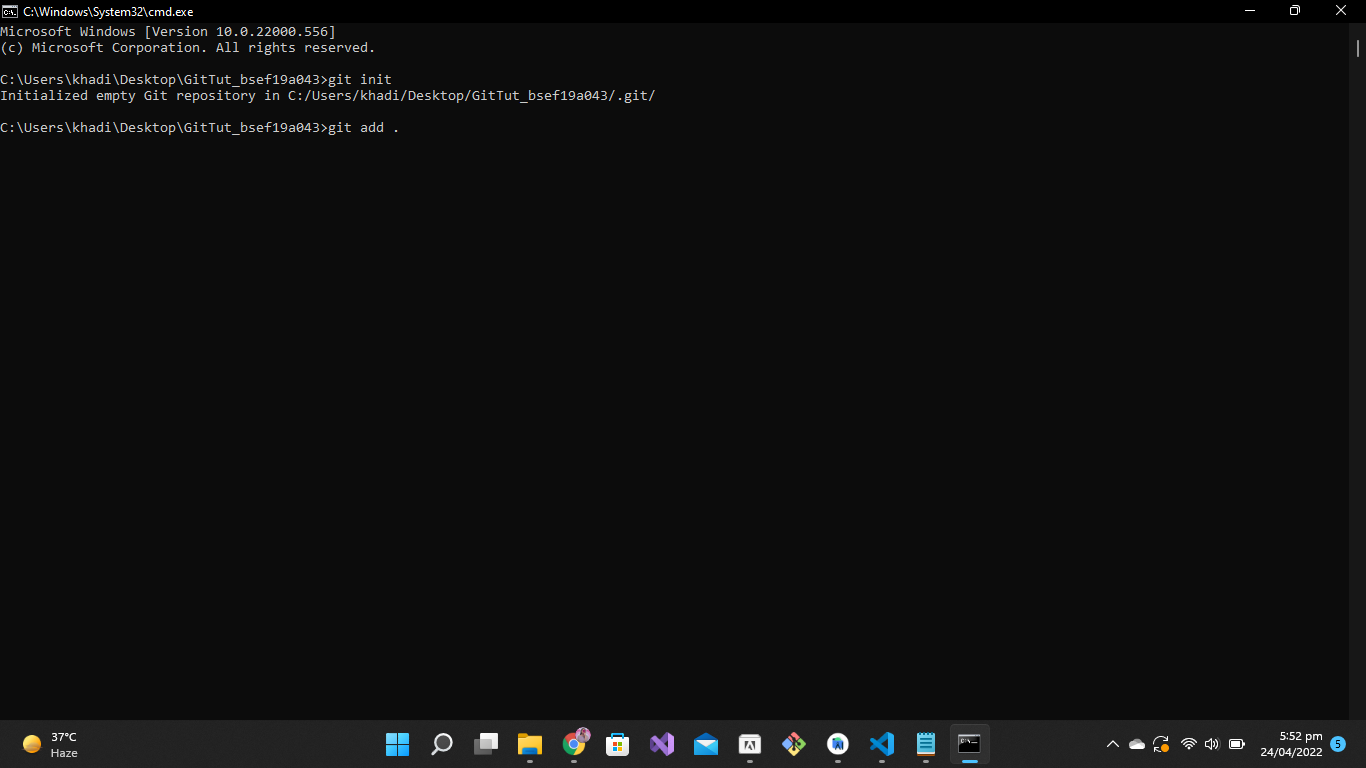 C:\Windows\System32\cmd.exe
Microsoft Windows [Version 10.0.22000.556]
(c) Microsoft Corporation. All rights reserved.
C:\Users\khadi\Desktop\GitTut_bsef19a043>git init
Initialized empty Git repository in C:/Users/khadi/Desktop/GitTut_bsef19a043/.git/
C:\Users\khadi\Desktop\GitTut_bsef19a043>git add .
37°C
Haze
5:52 pm
24/04/2022
5